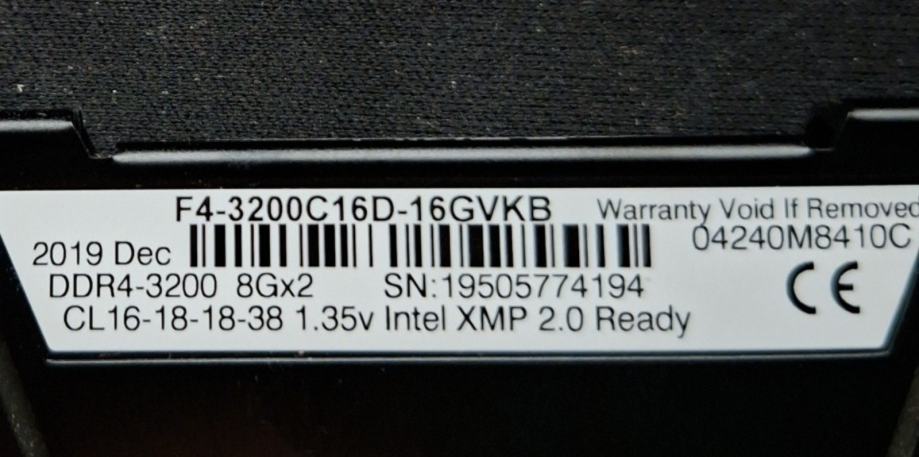 F4-3200C16D-16GVKB Warranty Void If Removed
2019 Dec 04240M8410C
DDR4-3200 8Gx2 SN:19505774194
CL16-18-18-38 1.35v Intel XMP 2.0 Ready
CE